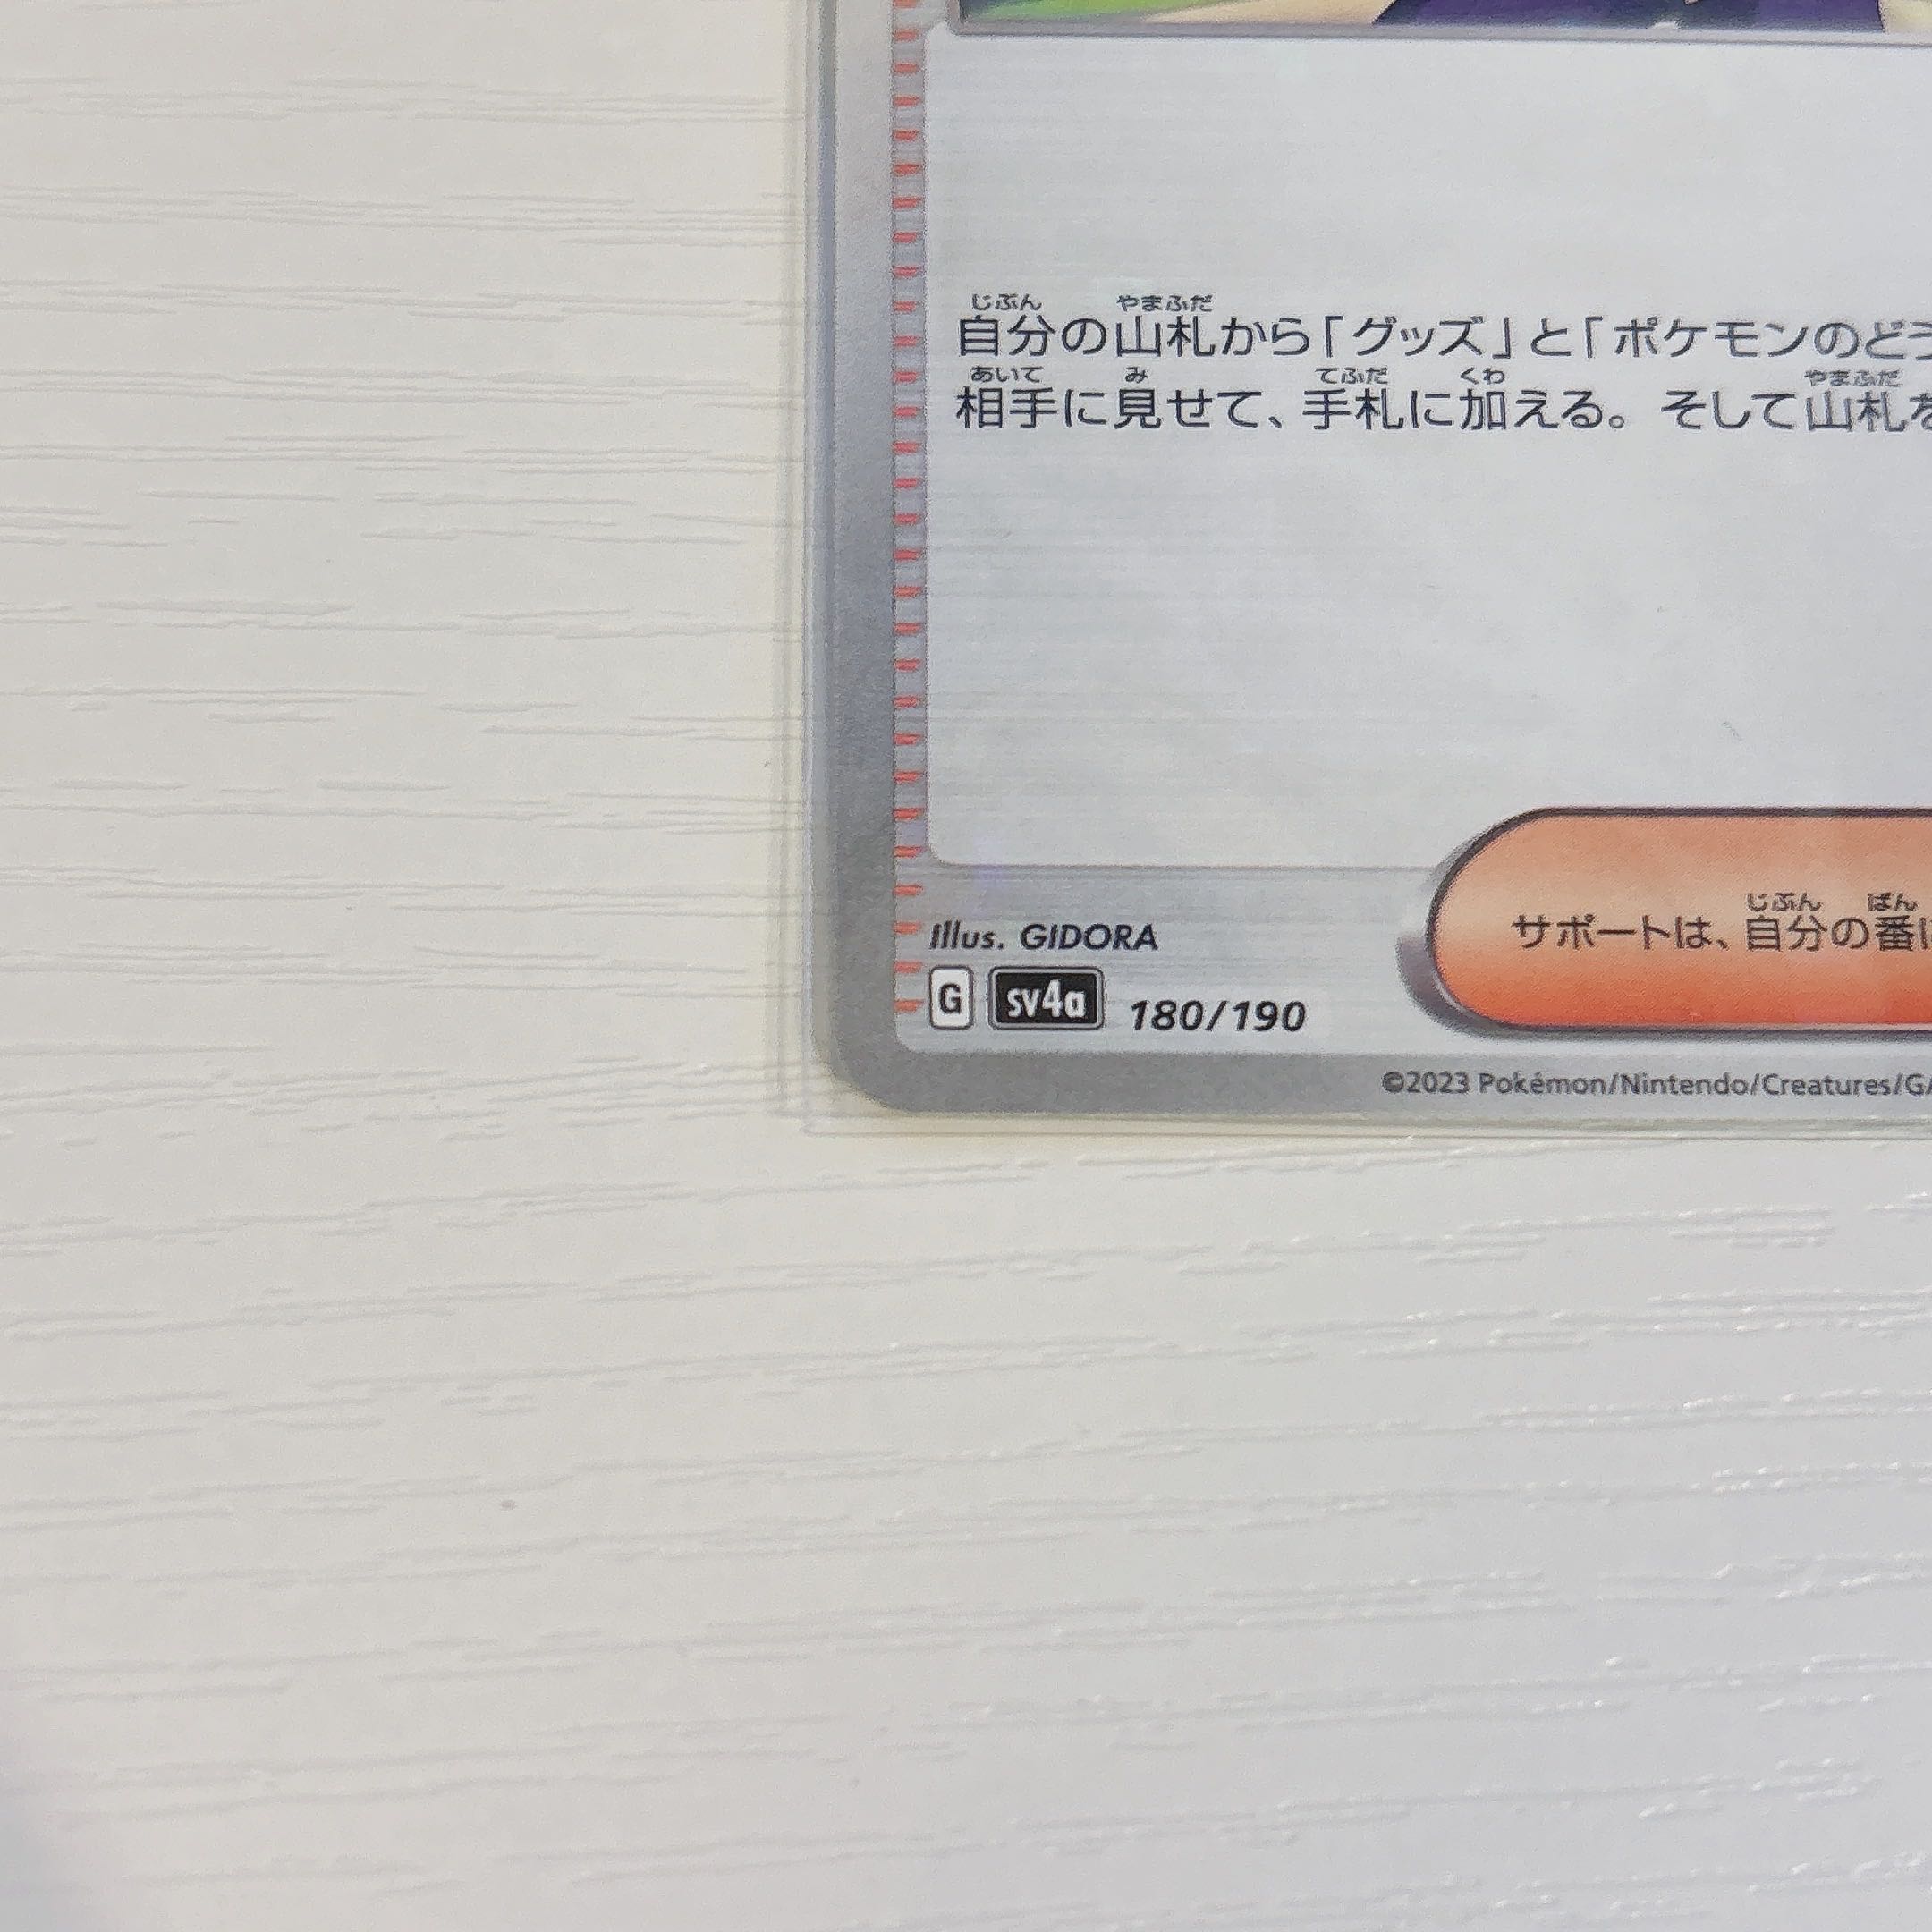 じぶん やまふだ
自分の山札から「グッズ」と「ポケモンのどう
あいて み てふだ くわ やまふだ
相手に見せて、手札に加える。そして山札を
じぶん ばん
サポートは、自分の番に
Illus. GIDORA
G sv4a 180/190
©2023 Pokémon/Nintendo/Creatures/GA